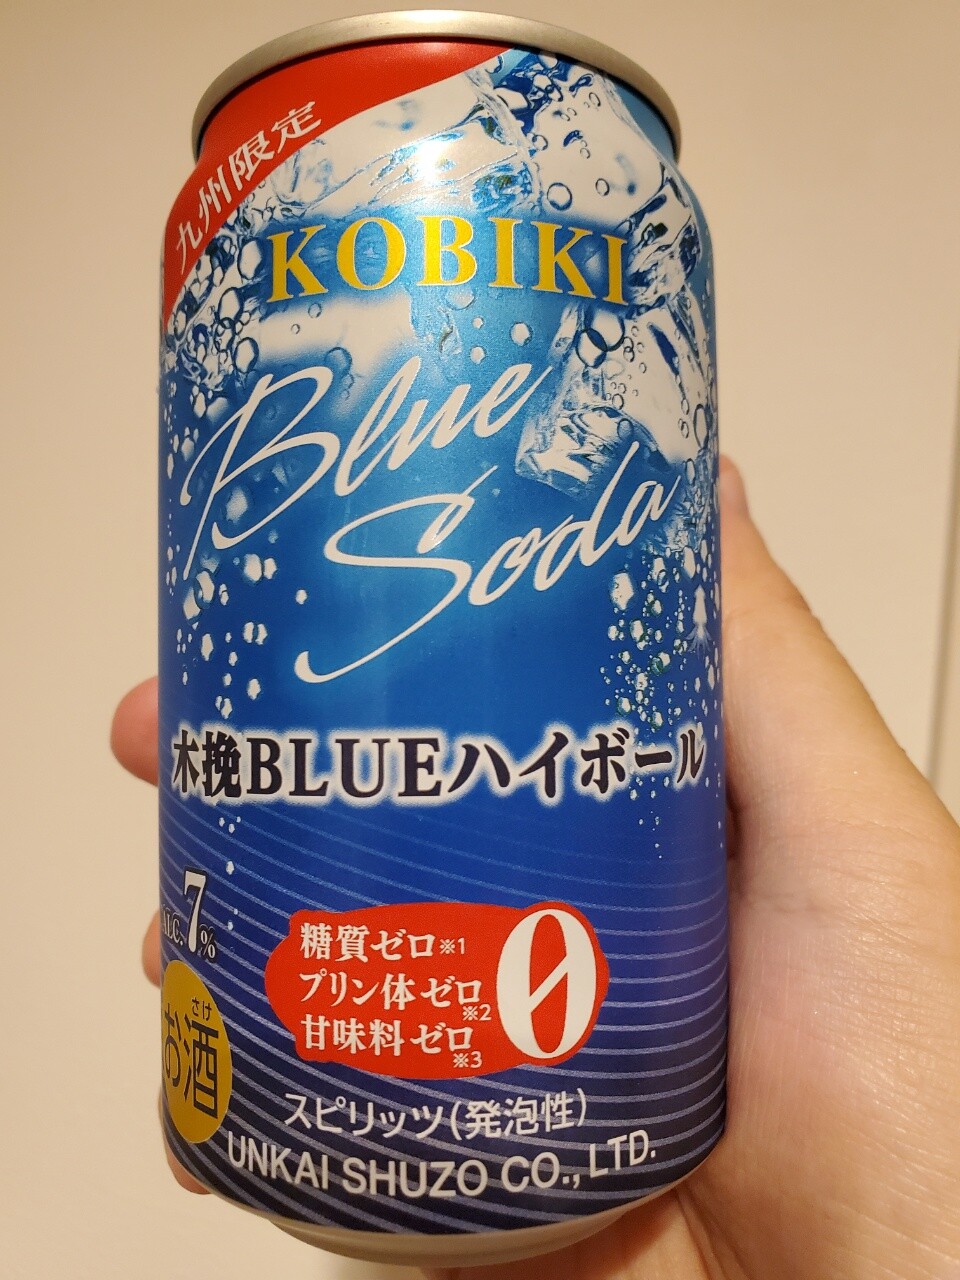 九州限定
KOBIKI
Blue
Soda
木挽BLUEハイボール
ALC. 7%
糖質ゼロ※1
プリン体ゼロ※2
甘味料ゼロ※3
0
さけ
お酒
スピリッツ(発泡性)
UNKAI SHUZO CO., LTD.